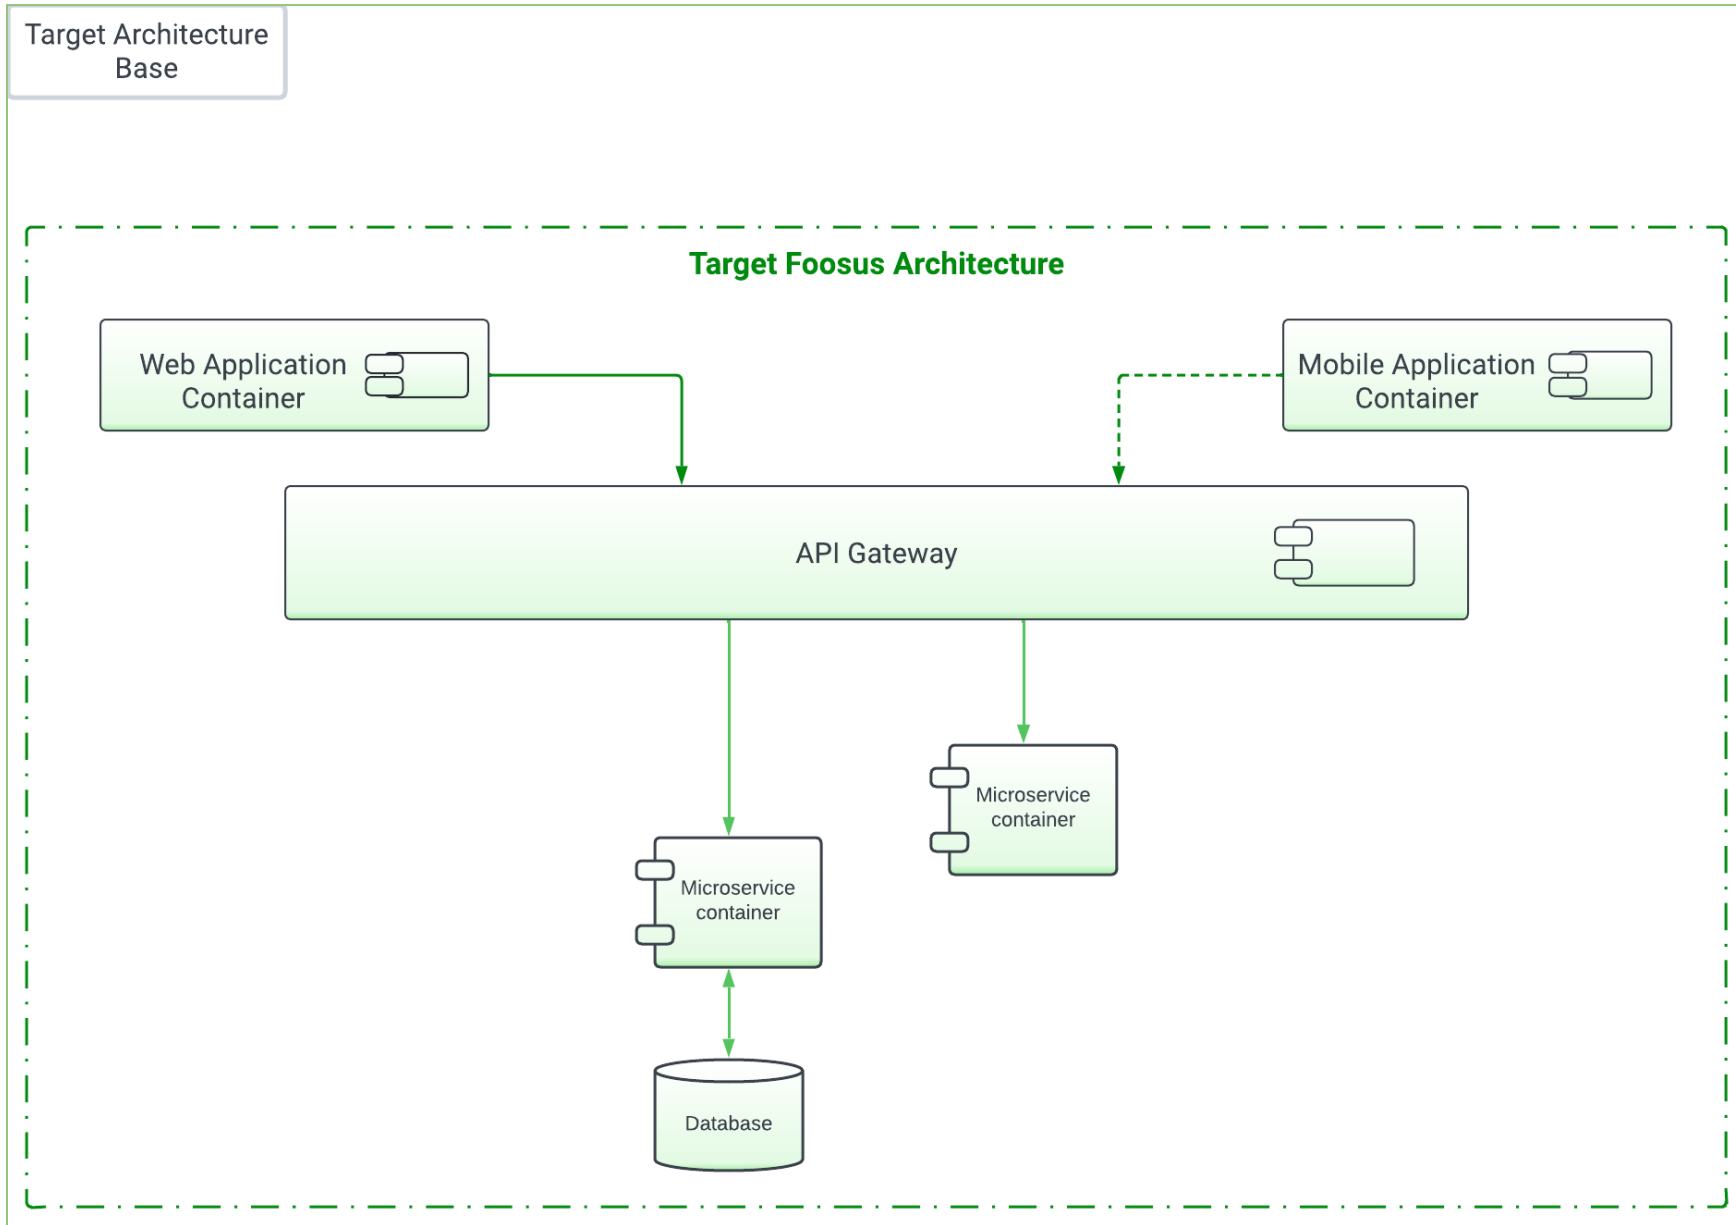 Target Architecture
Base
Target Foosus Architecture
Web Application
Container
Mobile Application
Container
API Gateway
Microservice
container
Microservice
container
Database